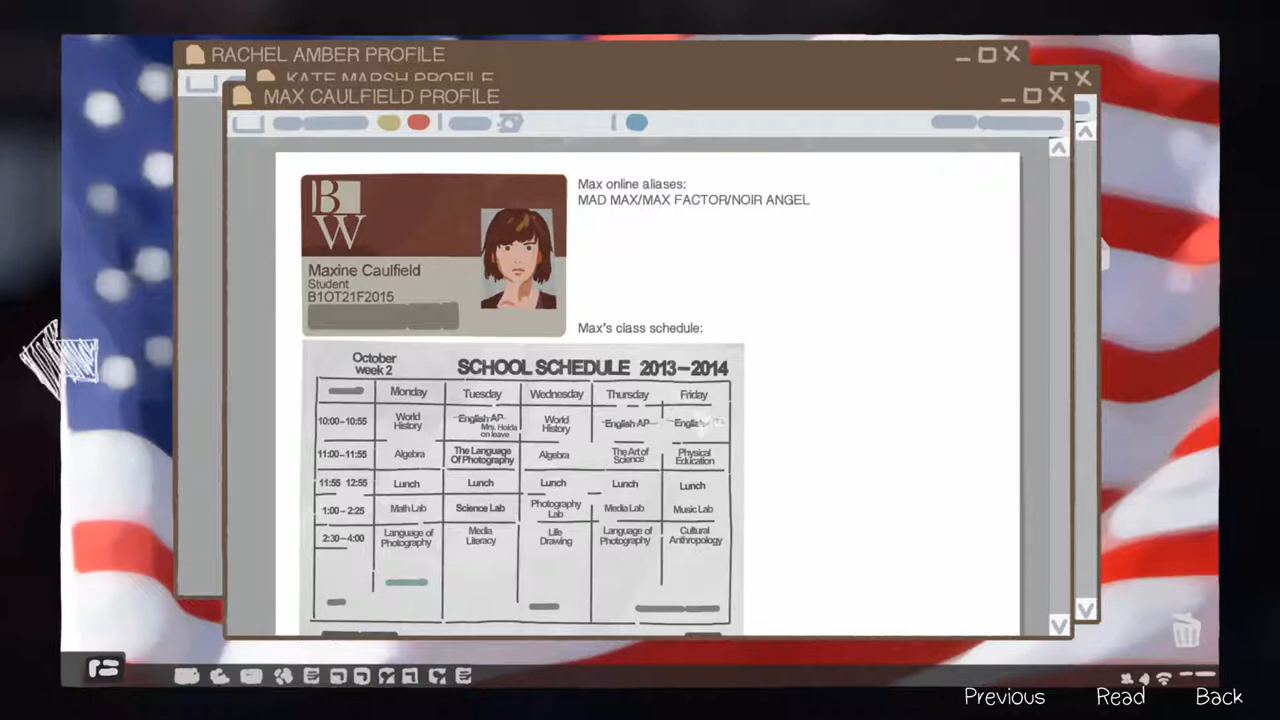 RACHEL AMBER PROFILE
KATE MARSH PROFILE
MAX CAULFIELD PROFILE
B
W
Maxine Caulfield
Student
B1OT21F2015
Max online aliases:
MAD MAX/MAX FACTOR/NOIR ANGEL
Max's class schedule:
October
week 2
SCHOOL SCHEDULE 2013-2014
Monday Tuesday Wednesday Thursday Friday
10:00-10:55 World History English AP Mrs. Hoida on leave World History English AP English
11:00-11:55 Algebra The Language Of Photography Algebra The Art of Science Physical Education
11:55 12:55 Lunch Lunch Lunch Lunch Lunch
1:00-2:25 Math Lab Science Lab Photography Lab Media Lab Music Lab
2:30-4:00 Language of Photography Media Literacy Life Drawing Language of Photography Cultural Anthropology
Previous Read Back